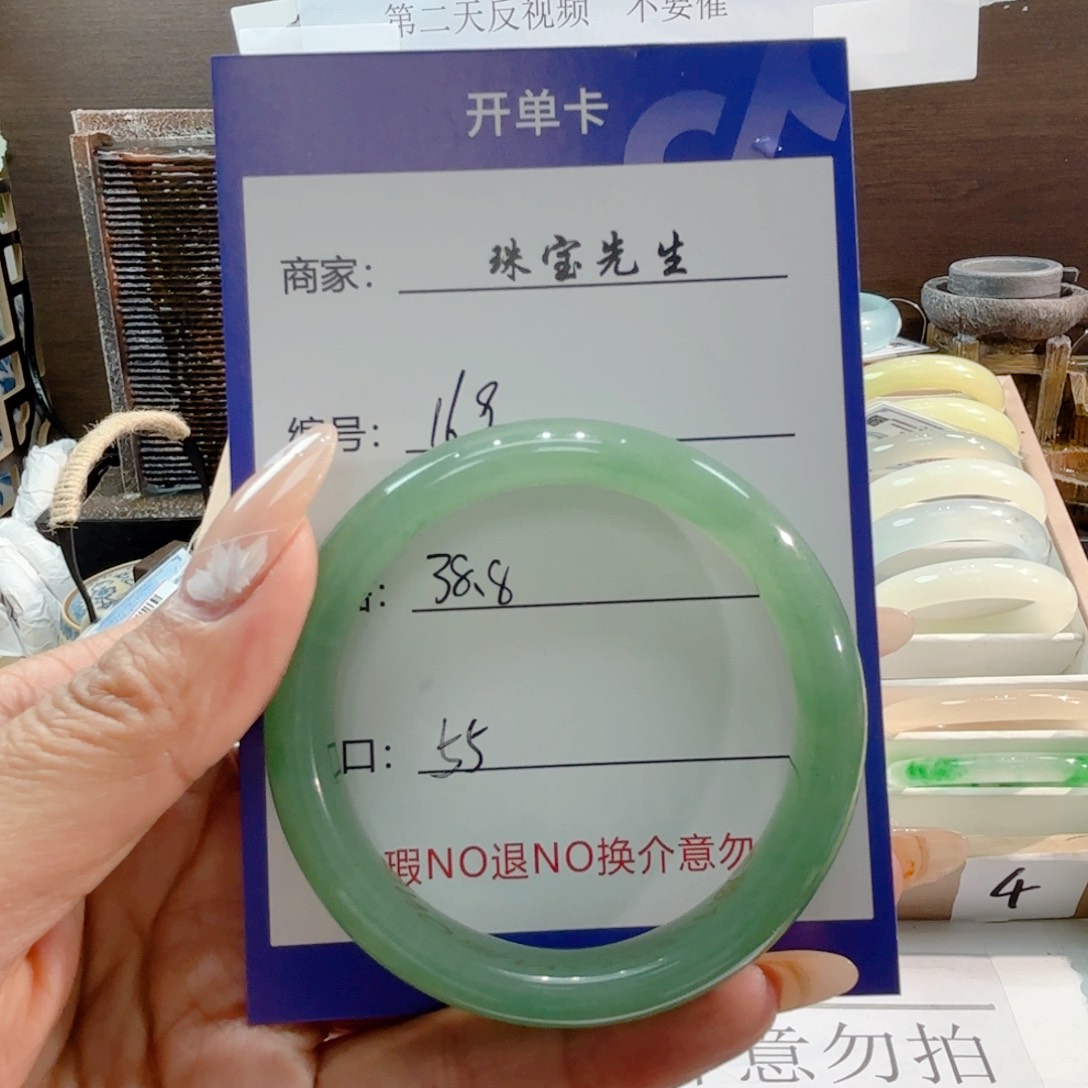 第二天反视频 不要催
开单卡
商家: 珠宝先生
编号: 168
38.8
口: 55
瑕NO退NO换介意勿
4
意勿拍